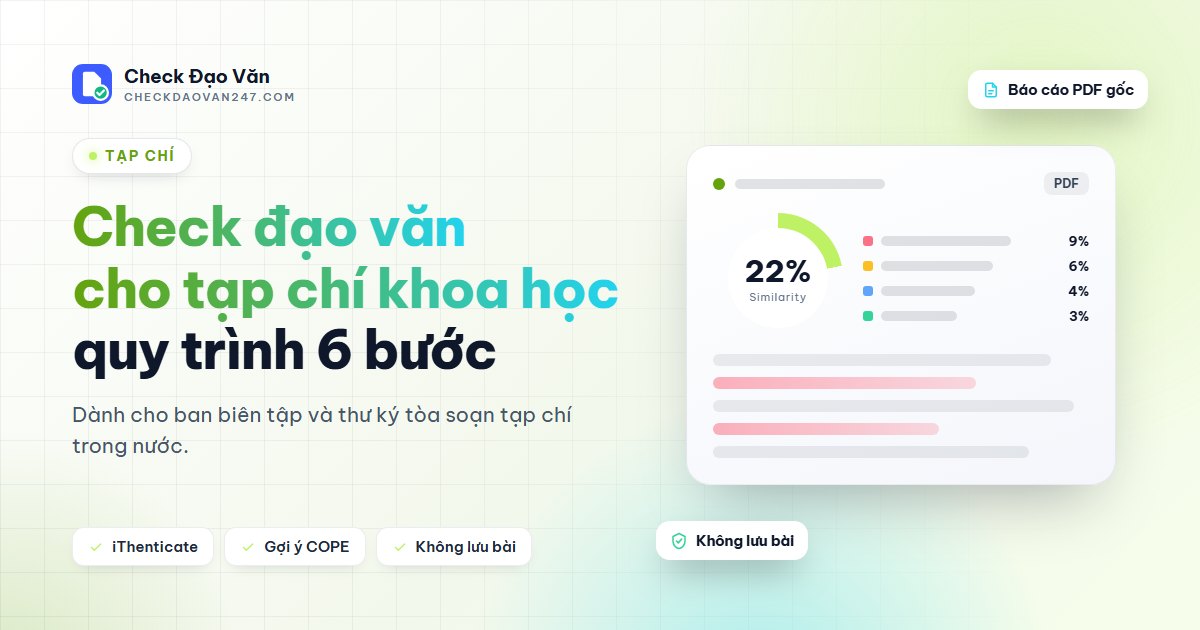 Check Đạo Văn
CHECKDAOVAN247.COM
TẠP CHÍ
Check đạo văn
cho tạp chí khoa học
quy trình 6 bước
Dành cho ban biên tập và thư ký tòa soạn tạp chí
trong nước.
iThenticate
Gợi ý COPE
Không lưu bài
Báo cáo PDF gốc
PDF
22%
Similarity
9%
6%
4%
3%
Không lưu bài